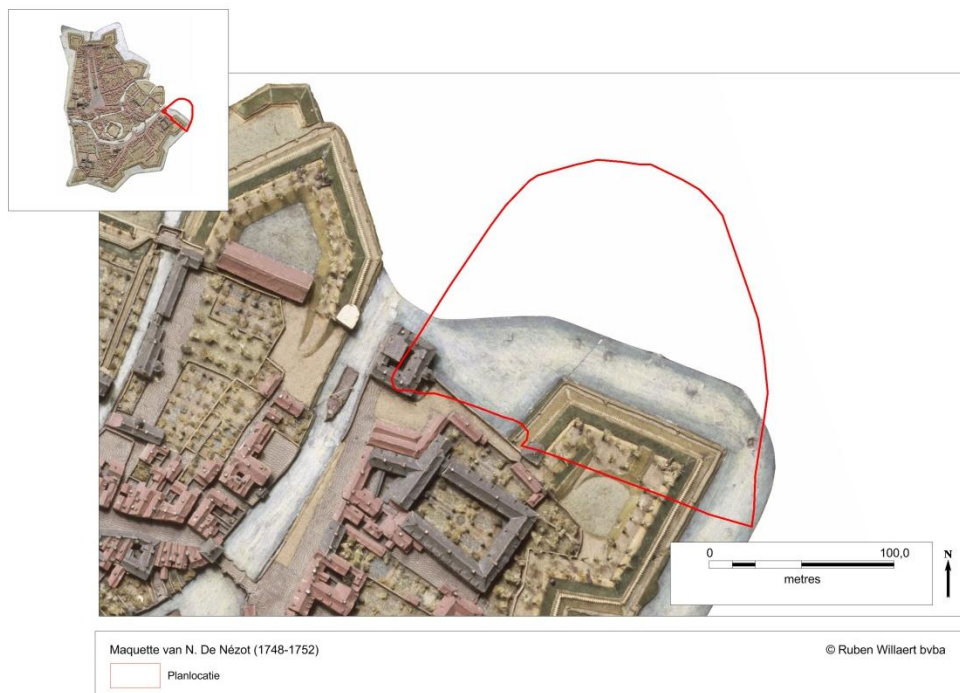 0 100,0
metres
N
Maquette van N. De Nézot (1748-1752)
© Ruben Willaert bvba
Planlocatie